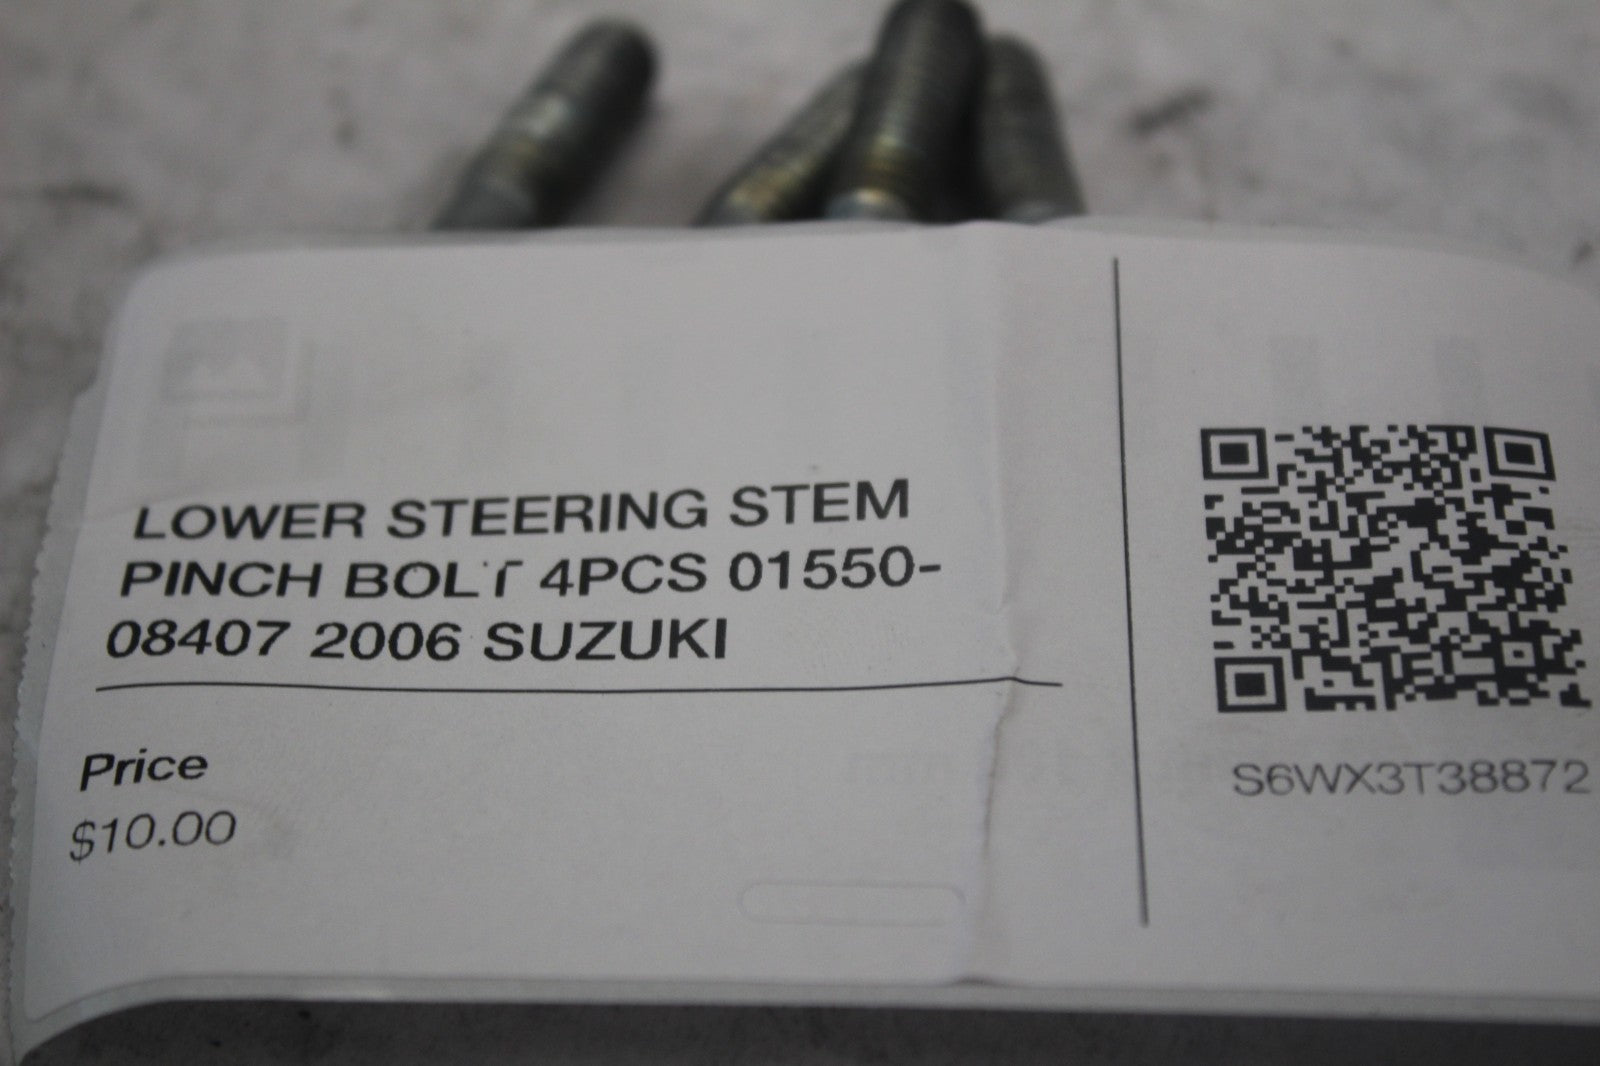 LOWER STEERING STEM
PINCH BOLT 4PCS 01550-
08407 2006 SUZUKI
Price
$10.00
S6WX3T38872